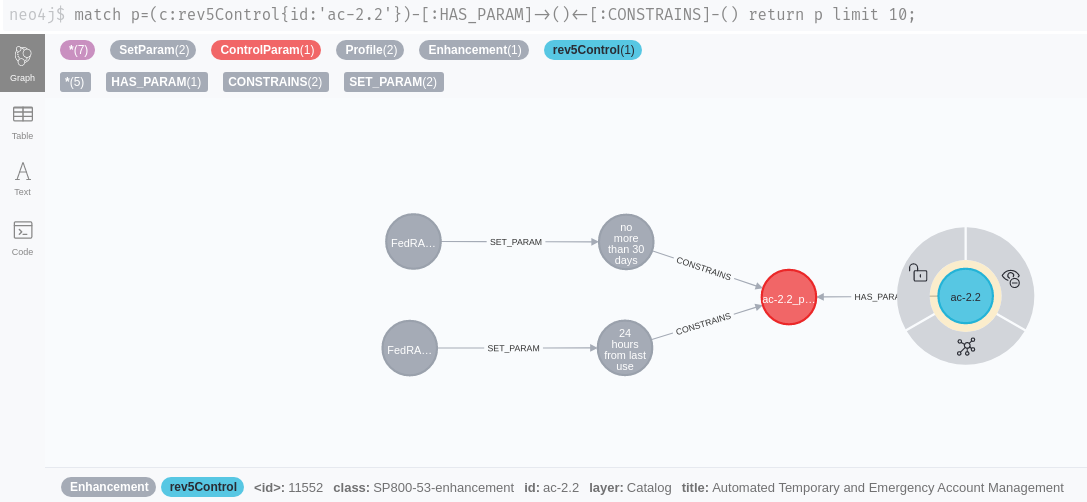 neo4j$ match p=(c:rev5Control{id:'ac-2.2'})-[:HAS_PARAM]->()<-[:CONSTRAINS]-() return p limit 10;
*(7) SetParam(2) ControlParam(1) Profile(2) Enhancement(1) rev5Control(1)
*(5) HAS_PARAM(1) CONSTRAINS(2) SET_PARAM(2)
Graph
Table
Text
Code
FedRA...
SET_PARAM
no
more
than 30
days
CONSTRAINS
ac-2.2_p...
HAS_PARA
ac-2.2
FedRA...
SET_PARAM
24
hours
from last
use
CONSTRAINS
Enhancement rev5Control <id>: 11552 class: SP800-53-enhancement id: ac-2.2 layer: Catalog title: Automated Temporary and Emergency Account Management